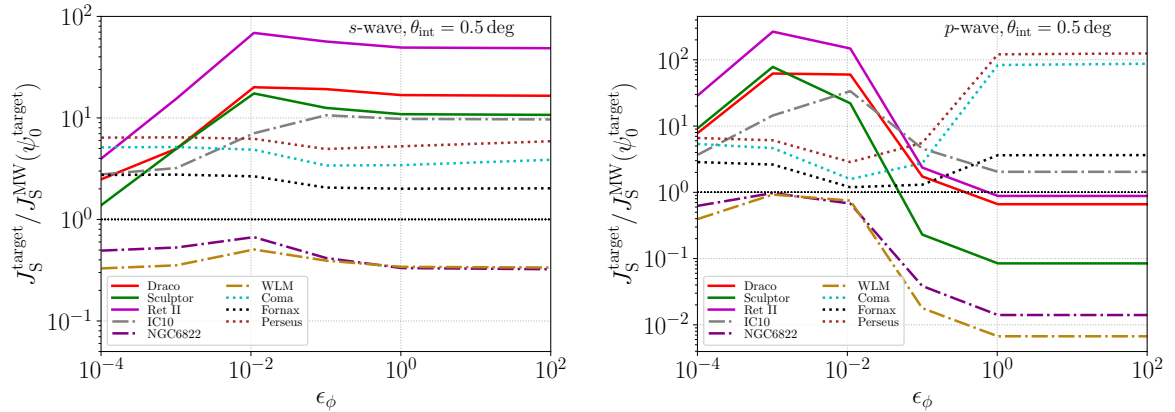 s-wave, θ_int = 0.5 deg
J_S^target / J_S^MW (ψ_0^target)
10^2
10^1
10^0
10^−1
Draco
Sculptor
Ret II
IC10
NGC6822
WLM
Coma
Fornax
Perseus
10^−4
10^−2
10^0
10^2
ϵ_ϕ
p-wave, θ_int = 0.5 deg
J_S^target / J_S^MW (ψ_0^target)
10^2
10^1
10^0
10^−1
10^−2
Draco
Sculptor
Ret II
IC10
NGC6822
WLM
Coma
Fornax
Perseus
10^−4
10^−2
10^0
10^2
ϵ_ϕ